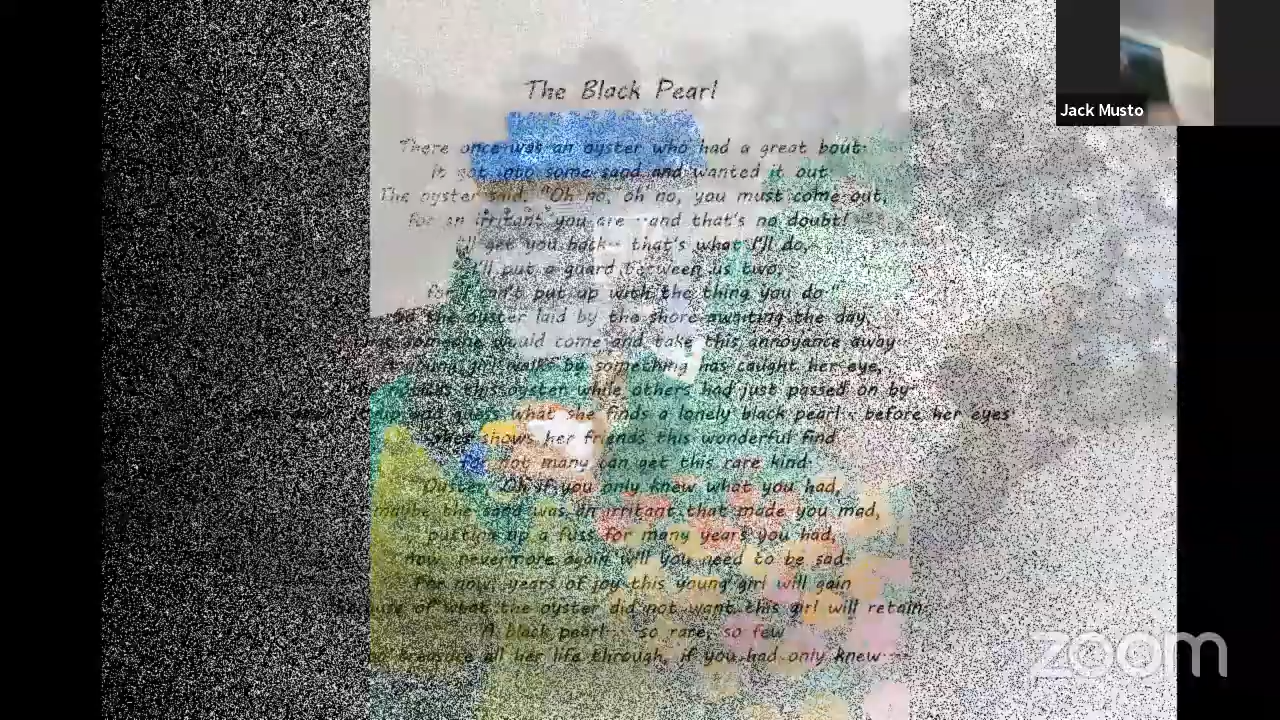 The Black Pearl
There once was an oyster who had a great bout
It got into some sand and wanted it out
The oyster said, "Oh no, oh no, you must come out,
For an irritant you are and that's no doubt!
I'll get you back that's what I'll do,
I'll put a guard between us two,
put up with the thing you do"
the oyster laid by the shore awaiting the day
someone would come and take this annoyance away
girl walks by something has caught her eye,
this oyster while others had just passed on by
up and guess what she finds a lonely black pearl before her eyes
She shows her friends this wonderful find
For not many can get this rare kind
"Oh if you only knew what you had,
maybe the sand was an irritant that made you mad,
putting up a fuss for many years you had,
Now nevermore again will you need to be sad
For now, years of joy this young girl will gain
of what the oyster did not want this girl will retain
A black pearl so rare, so few
treasure all her life through, if you had only knew
Jack Musto
zoom